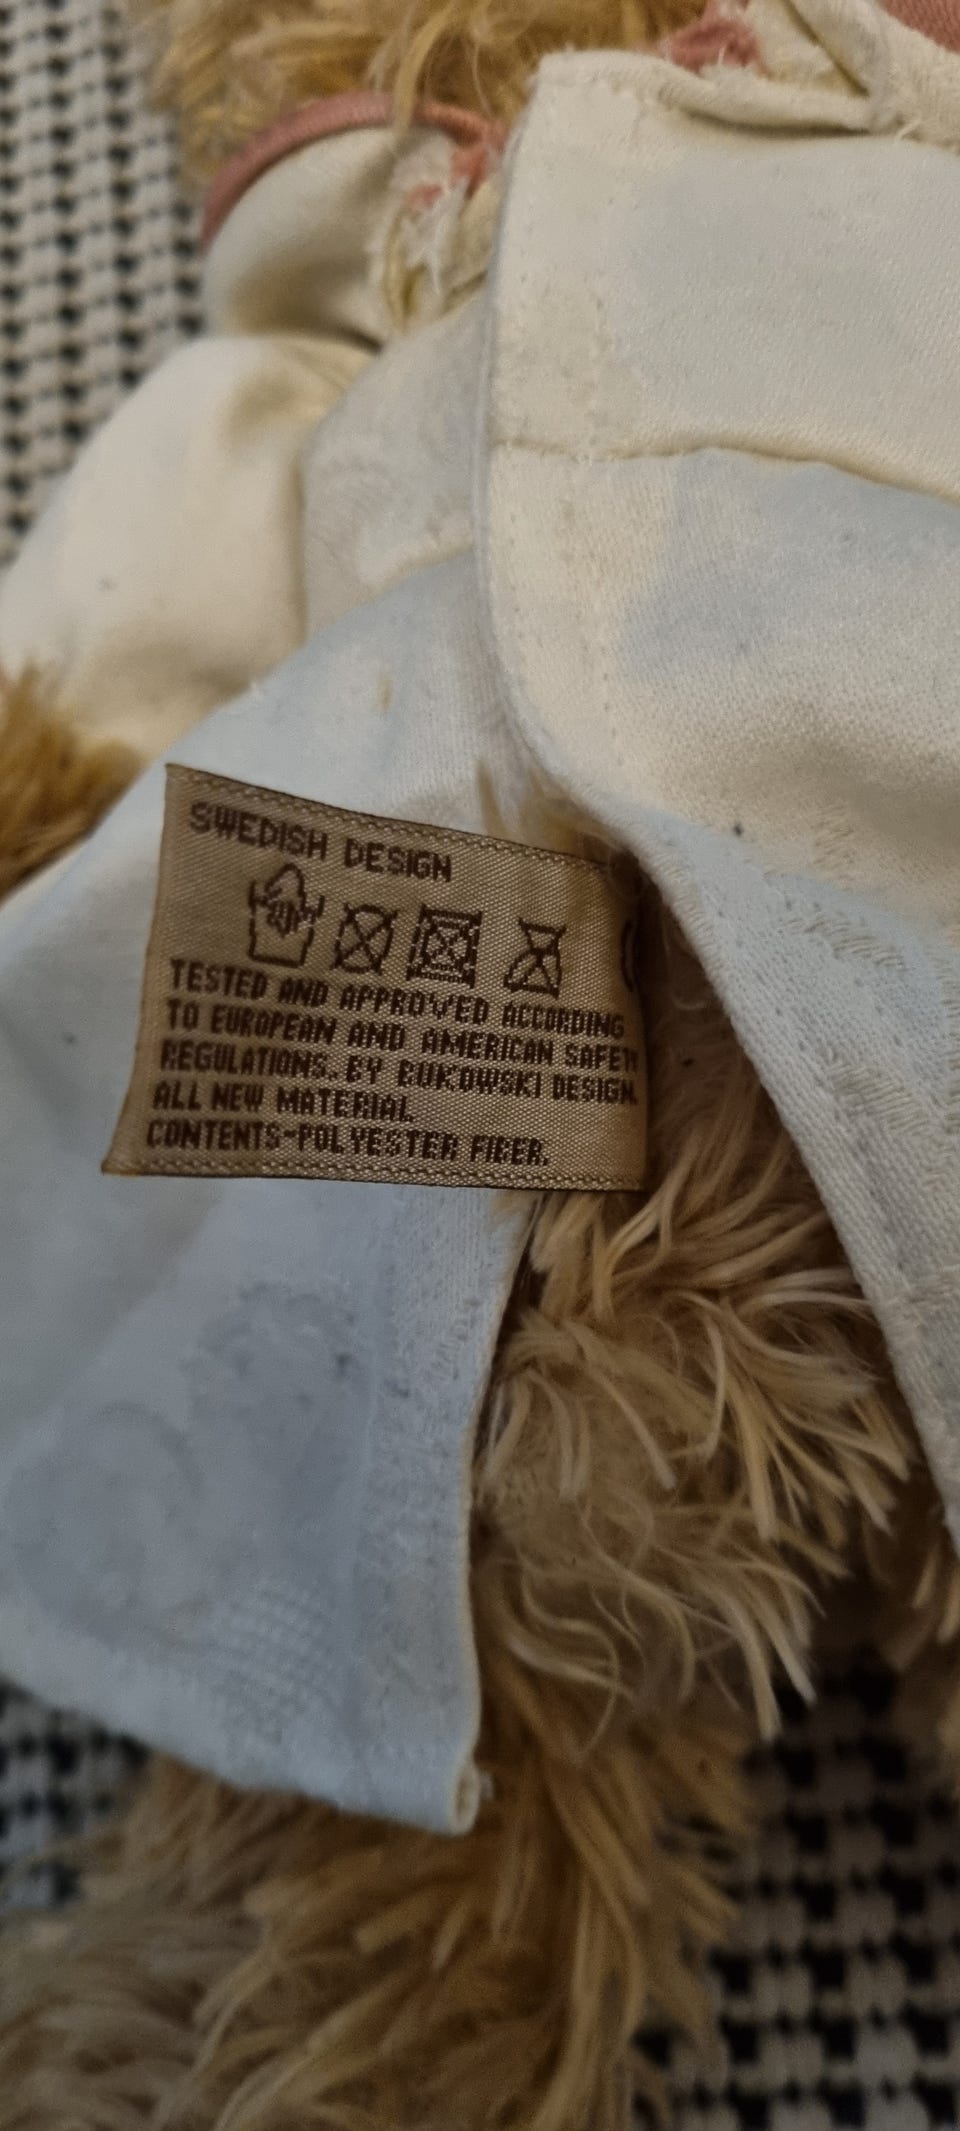 SWEDISH DESIGN
TESTED AND APPROVED ACCORDING
TO EUROPEAN AND AMERICAN SAFETY
REGULATIONS. BY BUKOWSKI DESIGN.
ALL NEW MATERIAL
CONTENTS-POLYESTER FIBER.